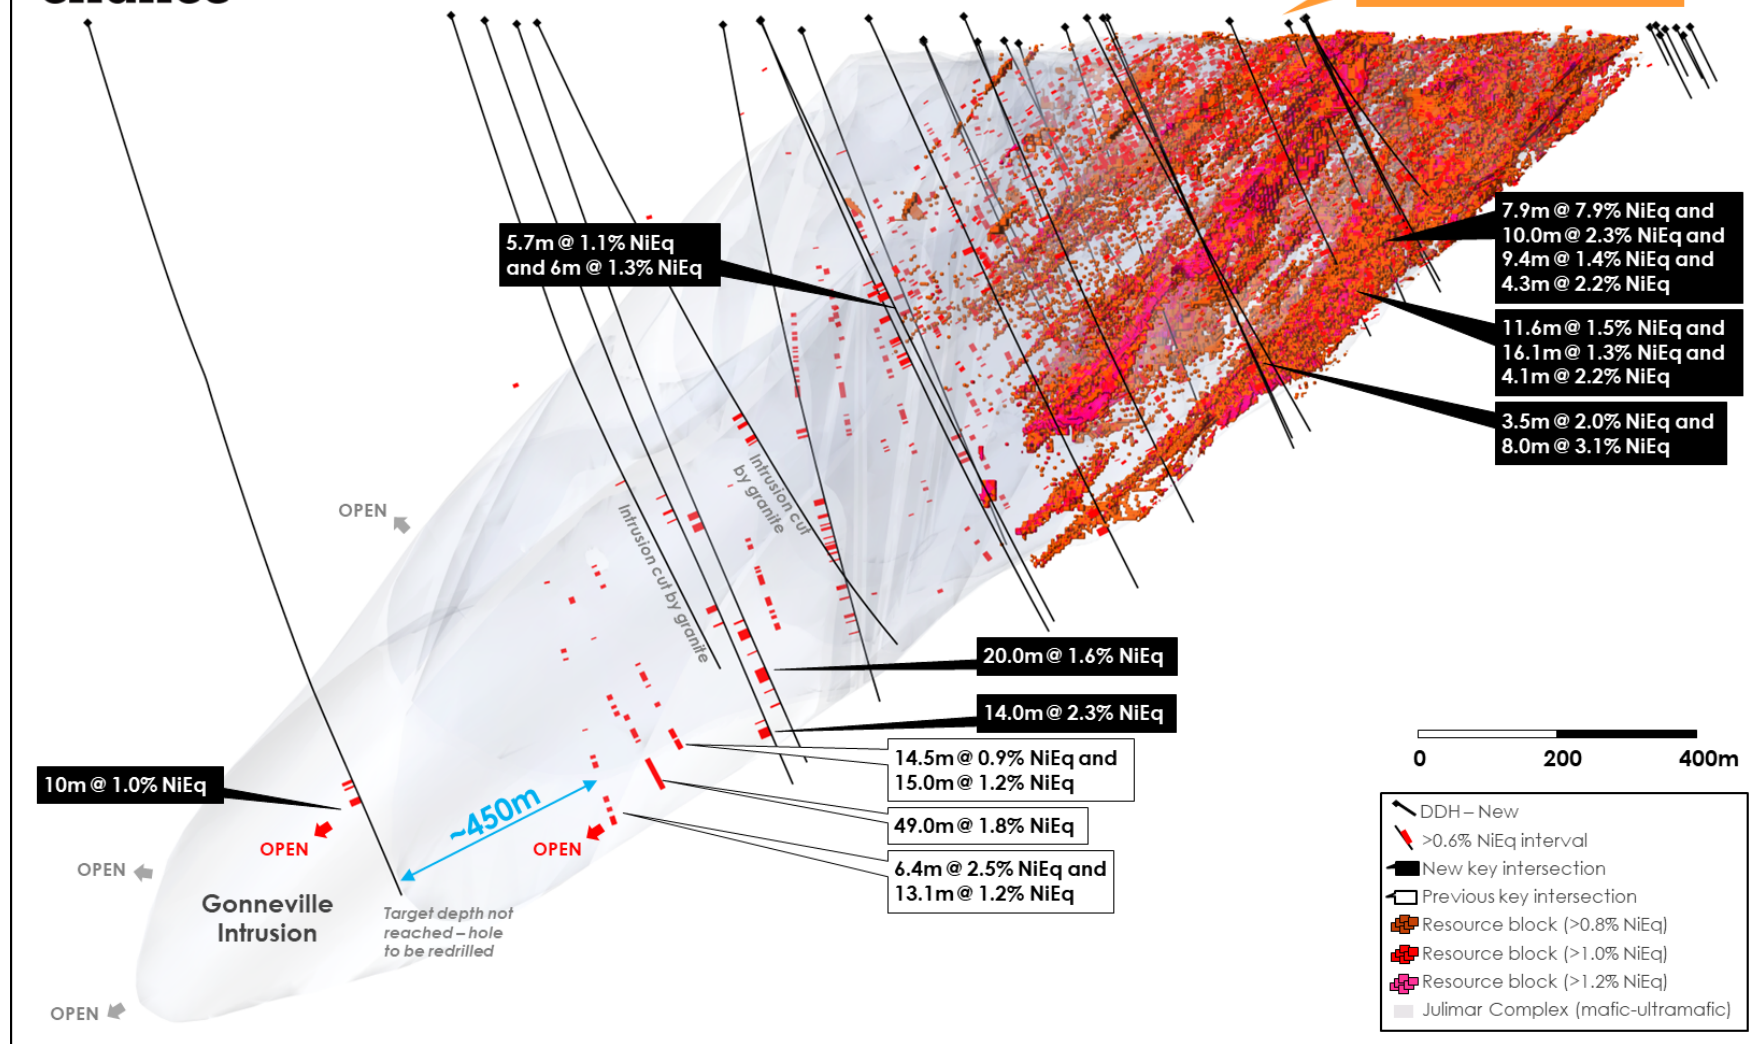 5.7m @ 1.1% NiEq
and 6m @ 1.3% NiEq
7.9m @ 7.9% NiEq and
10.0m @ 2.3% NiEq and
9.4m @ 1.4% NiEq and
4.3m @ 2.2% NiEq
11.6m @ 1.5% NiEq and
16.1m @ 1.3% NiEq and
4.1m @ 2.2% NiEq
3.5m @ 2.0% NiEq and
8.0m @ 3.1% NiEq
Intrusion cut
by granite
Intrusion cut by granite
OPEN
20.0m @ 1.6% NiEq
14.0m @ 2.3% NiEq
14.5m @ 0.9% NiEq and
15.0m @ 1.2% NiEq
49.0m @ 1.8% NiEq
6.4m @ 2.5% NiEq and
13.1m @ 1.2% NiEq
10m @ 1.0% NiEq
~450m
OPEN
OPEN
OPEN
Gonneville
Intrusion
Target depth not
reached – hole
to be redrilled
OPEN
0 200 400m
DDH – New
>0.6% NiEq interval
New key intersection
Previous key intersection
Resource block (>0.8% NiEq)
Resource block (>1.0% NiEq)
Resource block (>1.2% NiEq)
Julimar Complex (mafic-ultramafic)